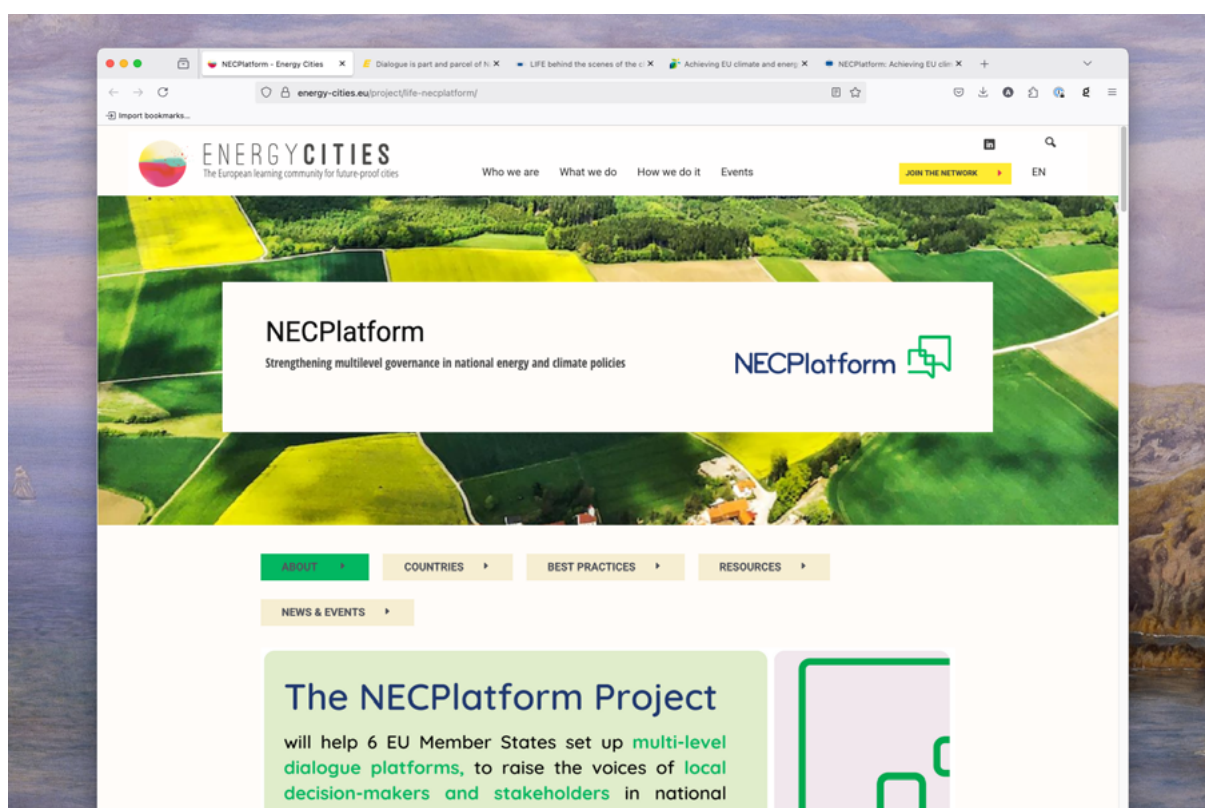 NECPlatform - Energy Cities
Dialogue is part and parcel of N
LIFE behind the scenes of the cl
Achieving EU climate and energ
NECPlatform: Achieving EU clim
energy-cities.eu/project/life-necplatform/
Import bookmarks...
ENERGYCITIES
The European learning community for future-proof cities
Who we are
What we do
How we do it
Events
in
JOIN THE NETWORK
EN
NECPlatform
Strengthening multilevel governance in national energy and climate policies
NECPlatform
ABOUT
COUNTRIES
BEST PRACTICES
RESOURCES
NEWS & EVENTS
The NECPlatform Project
will help 6 EU Member States set up multi-level
dialogue platforms, to raise the voices of local
decision-makers and stakeholders in national